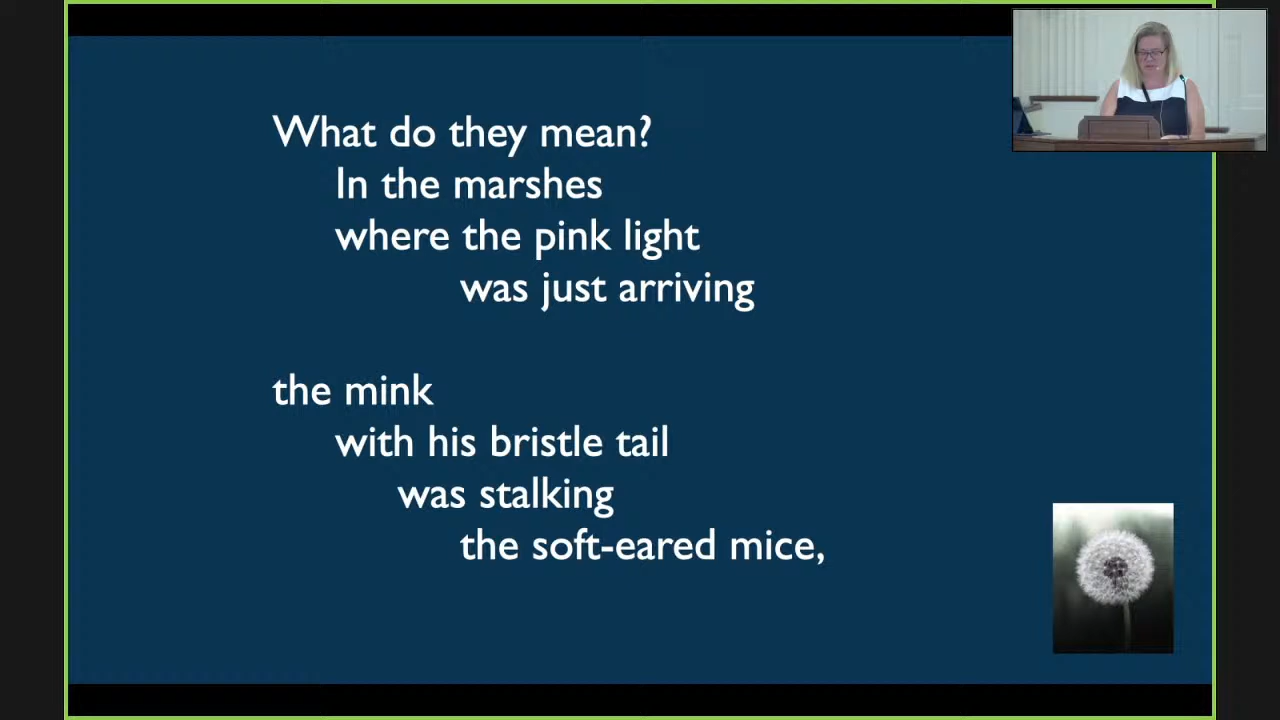 What do they mean?
In the marshes
where the pink light
was just arriving
the mink
with his bristle tail
was stalking
the soft-eared mice,